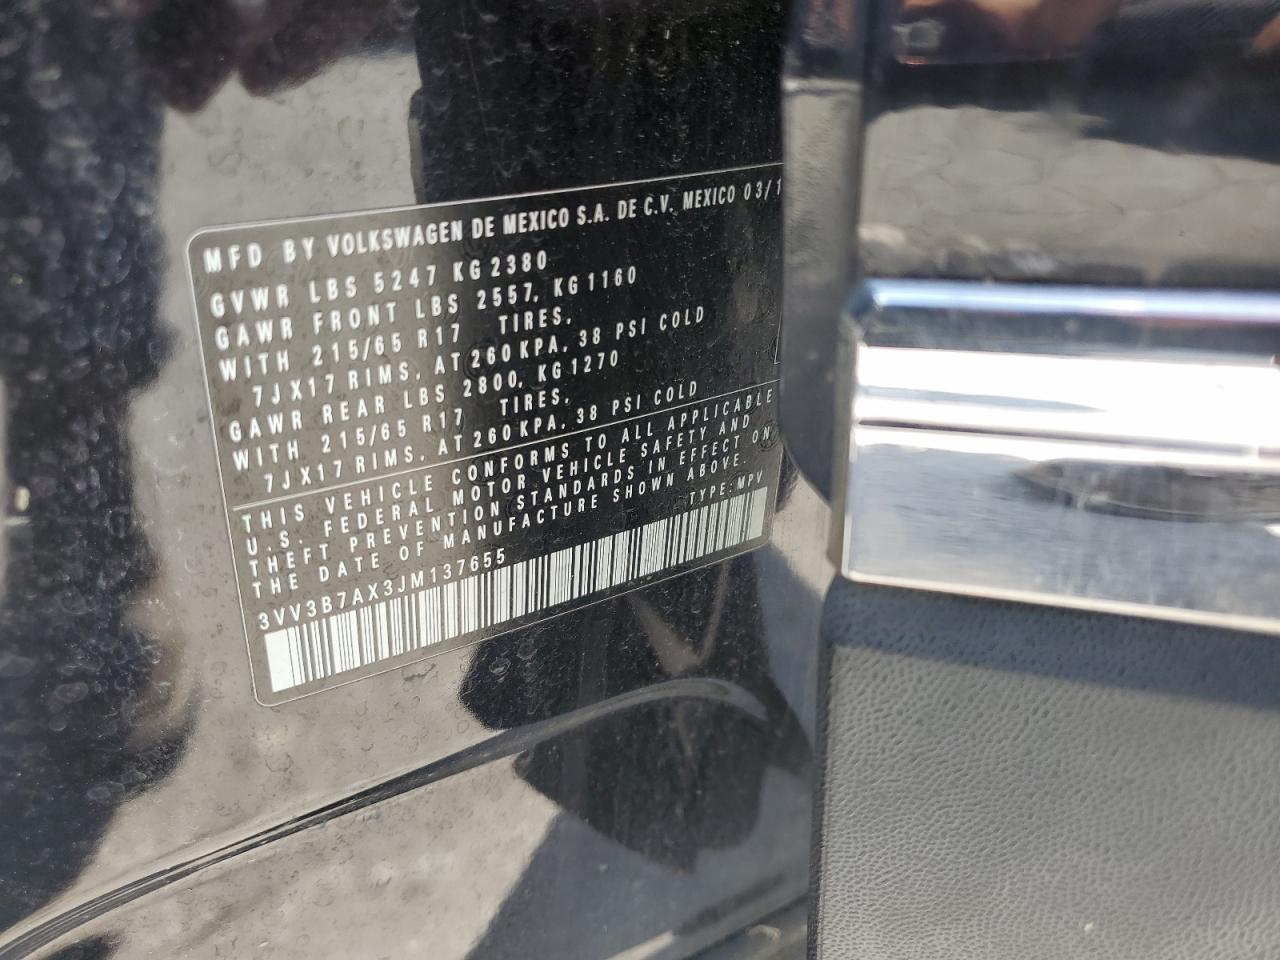 MFD BY VOLKSWAGEN DE MEXICO S.A. DE C.V. MEXICO 03/1
GVWR LBS 5247 KG 2380
GAWR FRONT LBS 2557, KG 1160
WITH 215/65 R17 TIRES,
7JX17 RIMS, AT 260 KPA, 38 PSI COLD
GAWR REAR LBS 2800, KG 1270
WITH 215/65 R17 TIRES,
7JX17 RIMS, AT 260 KPA, 38 PSI COLD
THIS VEHICLE CONFORMS TO ALL APPLICABLE
U.S. FEDERAL MOTOR VEHICLE SAFETY AND
THEFT PREVENTION STANDARDS IN EFFECT ON
THE DATE OF MANUFACTURE SHOWN ABOVE.
3VV3B7AX3JM137655 TYPE: MPV